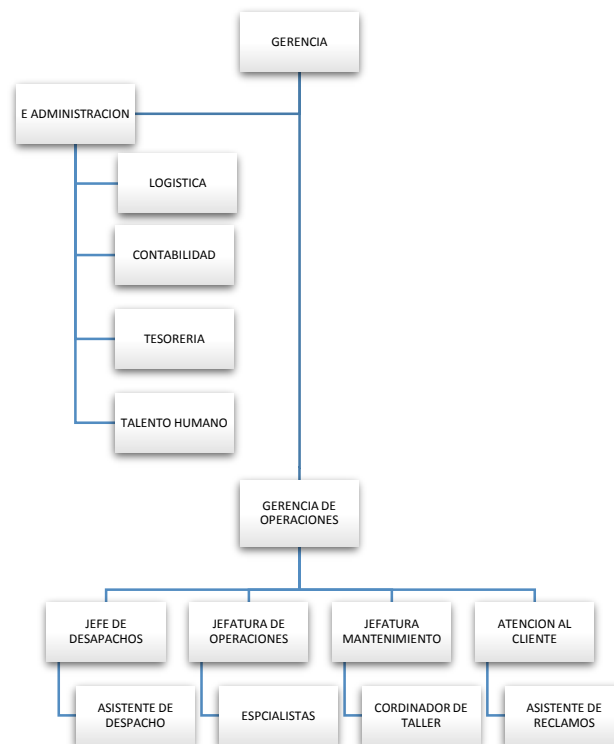 GERENCIA
E ADMINISTRACION
LOGISTICA
CONTABILIDAD
TESORERIA
TALENTO HUMANO
GERENCIA DE
OPERACIONES
JEFE DE
DESAPACHOS
JEFATURA DE
OPERACIONES
JEFATURA
MANTENIMIENTO
ATENCION AL
CLIENTE
ASISTENTE DE
DESPACHO
ESPCIALISTAS
CORDINADOR DE
TALLER
ASISTENTE DE
RECLAMOS